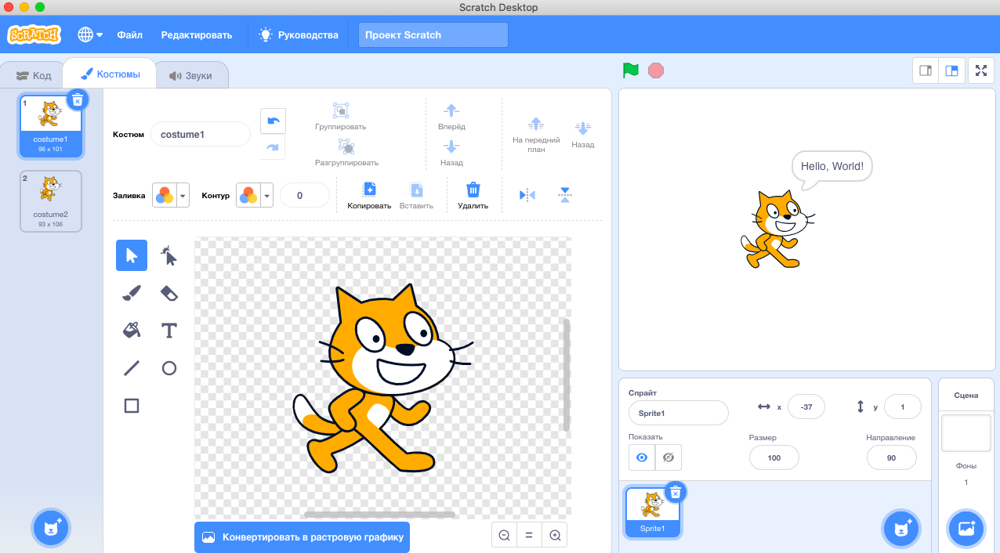 Scratch Desktop
SCRATCH
Файл
Редактировать
Руководства
Проект Scratch
Код
Костюмы
Звуки
1
costume1
96 x 101
2
costume2
93 x 106
Костюм
costume1
Группировать
Разгруппировать
Вперёд
Назад
На передний
план
Назад
Заливка
Контур
0
Копировать
Вставить
Удалить
T
Конвертировать в растровую графику
Hello, World!
Спрайт
Sprite1
x
-37
y
1
Показать
Размер
100
Направление
90
Sprite1
Сцена
Фоны
1